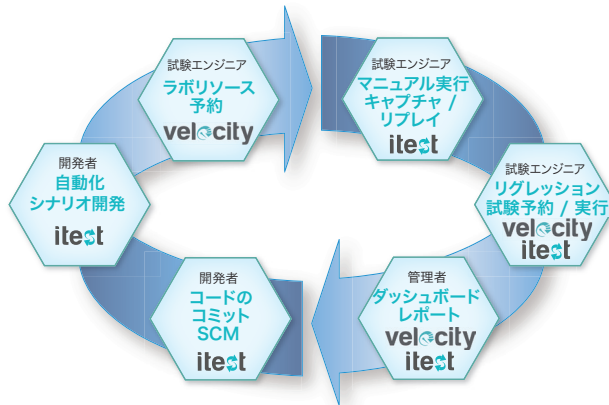 試験エンジニア
ラボリソース
予約
velocity
試験エンジニア
マニュアル実行
キャプチャ /
リプレイ
itest
試験エンジニア
リグレッション
試験予約 / 実行
velocity
itest
管理者
ダッシュボード
レポート
velocity
itest
開発者
コードの
コミット
SCM
itest
開発者
自動化
シナリオ開発
itest